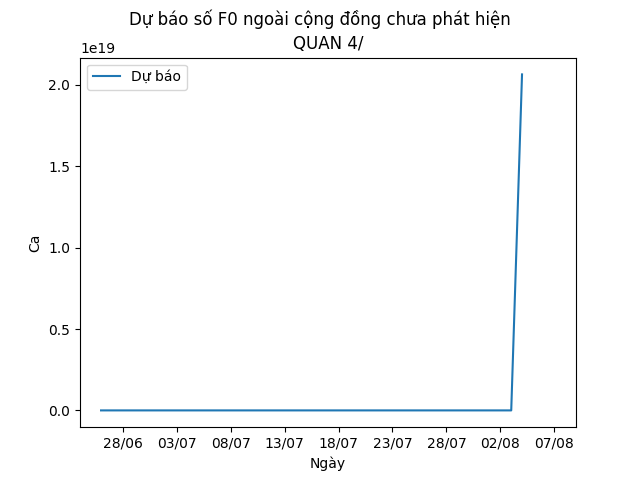 Dự báo số F0 ngoài cộng đồng chưa phát hiện
QUAN 4/
1e19
Dự báo
2.0
1.5
1.0
0.5
0.0
Ca
28/06 03/07 08/07 13/07 18/07 23/07 28/07 02/08 07/08
Ngày